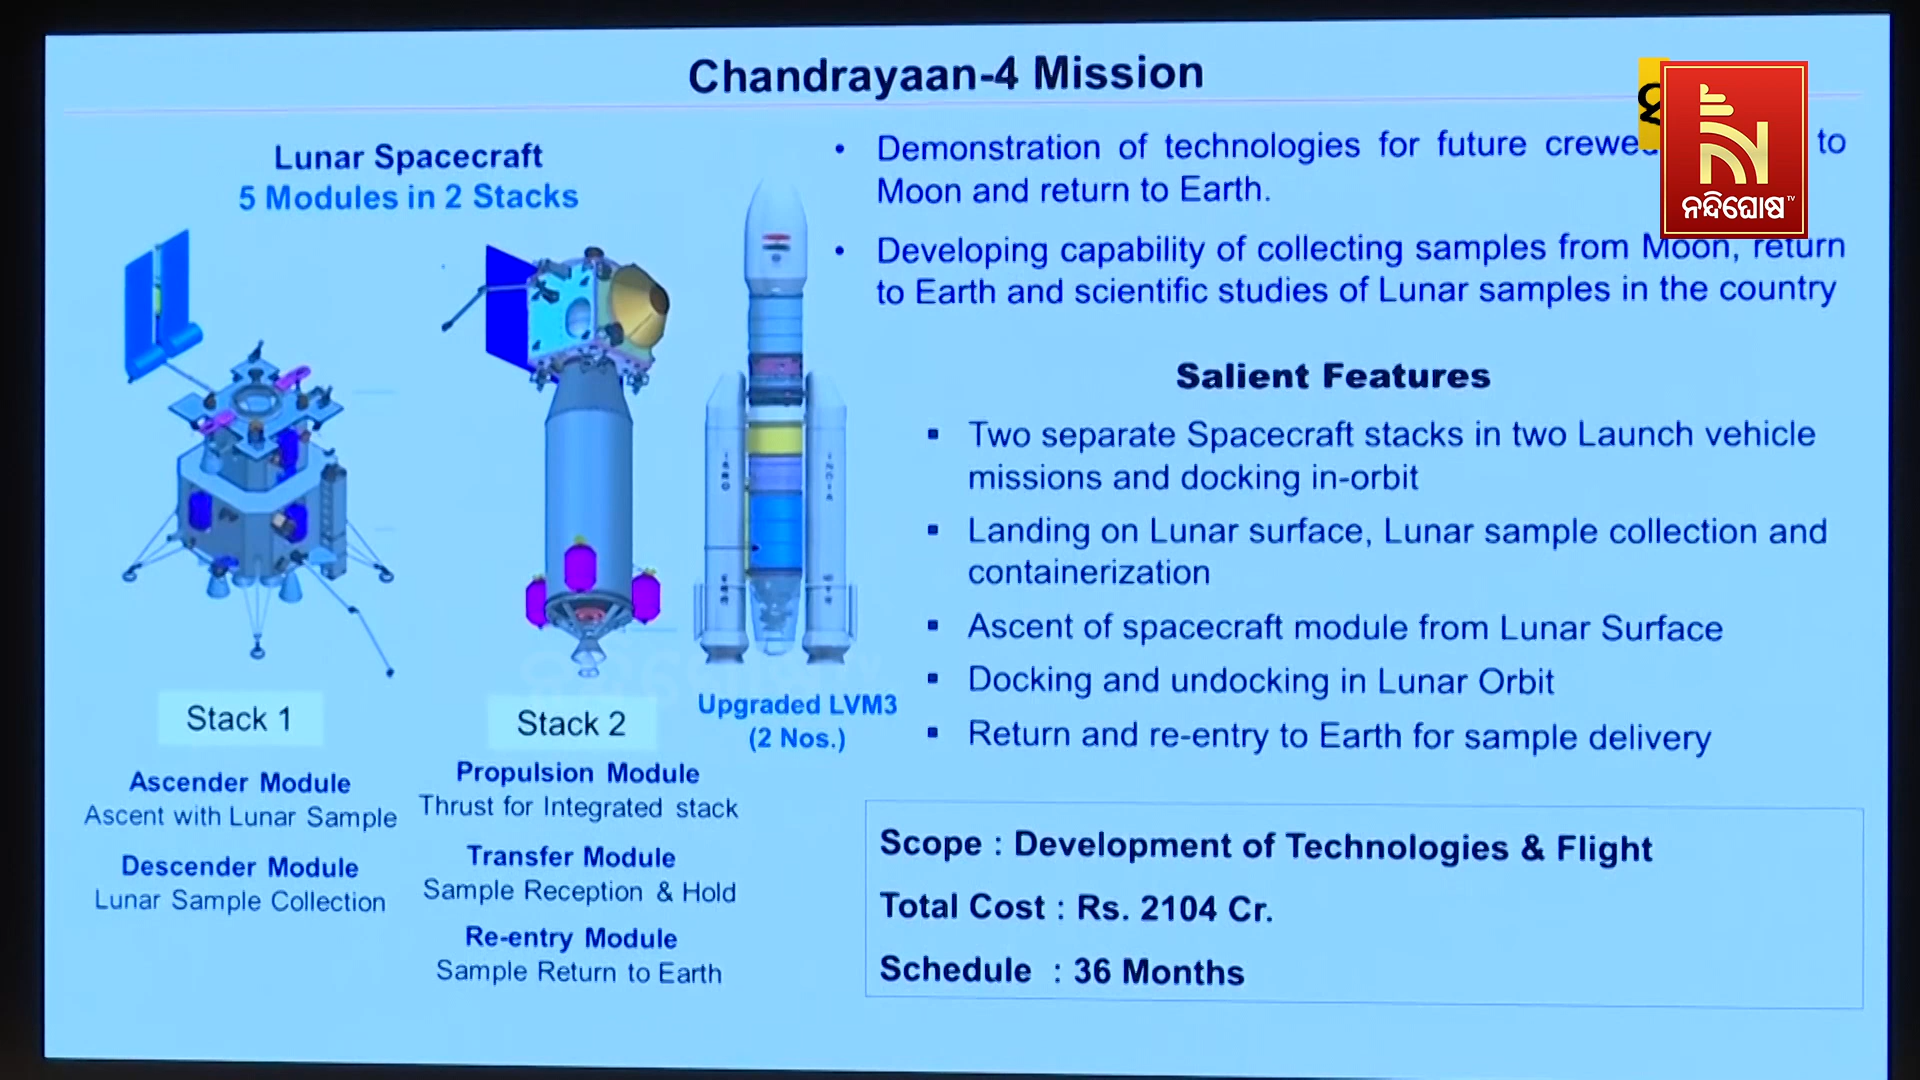 Chandrayaan-4 Mission
Lunar Spacecraft
5 Modules in 2 Stacks
Stack 1
Ascender Module
Ascent with Lunar Sample
Descender Module
Lunar Sample Collection
Stack 2
Propulsion Module
Thrust for Integrated stack
Transfer Module
Sample Reception & Hold
Re-entry Module
Sample Return to Earth
ISRO
INDIA
Upgraded LVM3
(2 Nos.)
• Demonstration of technologies for future to
Moon and return to Earth.
• Developing capability of collecting samples from Moon, return
to Earth and scientific studies of Lunar samples in the country
Salient Features
▪ Two separate Spacecraft stacks in two Launch vehicle
missions and docking in-orbit
▪ Landing on Lunar surface, Lunar sample collection and
containerization
▪ Ascent of spacecraft module from Lunar Surface
▪ Docking and undocking in Lunar Orbit
▪ Return and re-entry to Earth for sample delivery
Scope : Development of Technologies & Flight
Total Cost : Rs. 2104 Cr.
Schedule : 36 Months
ନନ୍ଦିଘୋଷ TV